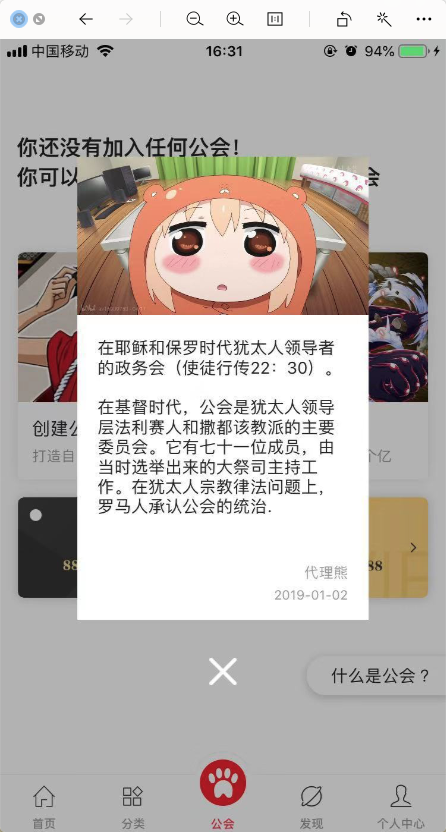 中国移动 16:31 94%
你还没有加入任何公会!
你可以
会
在耶稣和保罗时代犹太人领导者
的政务会（使徒行传22：30）。
在基督时代，公会是犹太人领导
层法利赛人和撒都该教派的主要
委员会。它有七十一位成员，由
当时选举出来的大祭司主持工
作。在犹太人宗教律法问题上，
罗马人承认公会的统治.
代理熊
2019-01-02
创建公
打造自
个亿
88
88
什么是公会？
首页 分类 公会 发现 个人中心